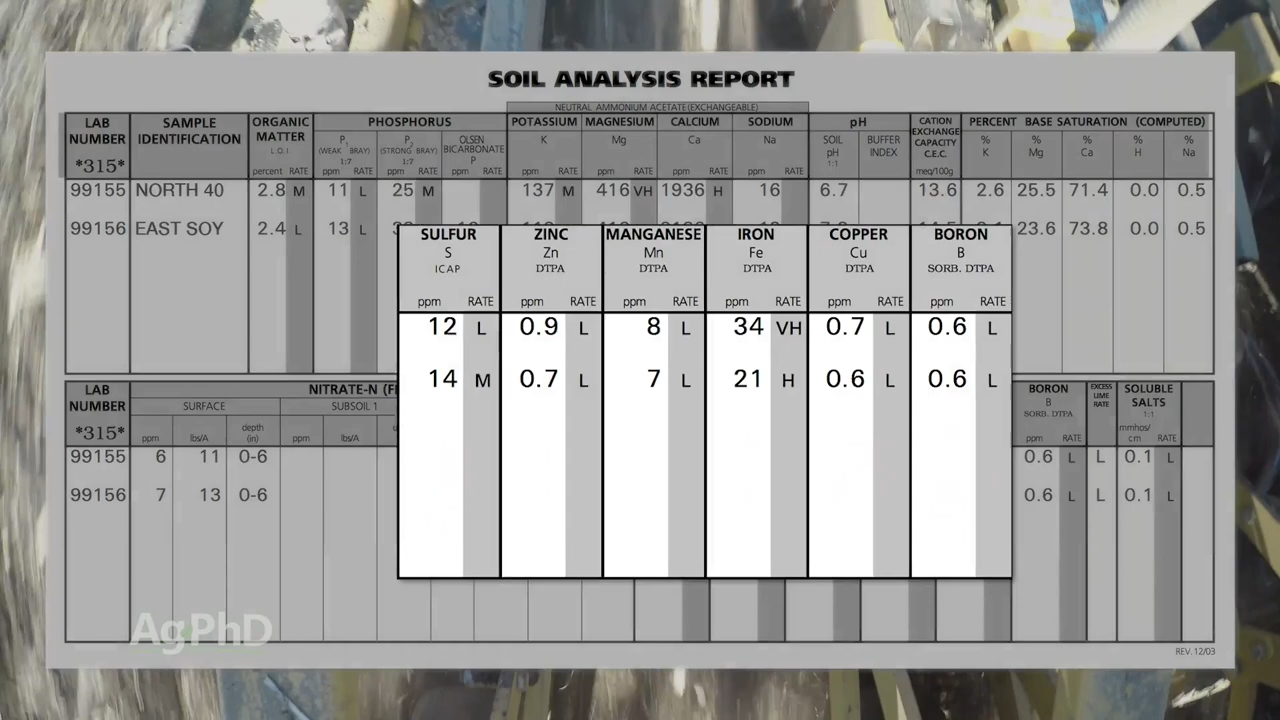 SOIL ANALYSIS REPORT
NEUTRAL AMMONIUM ACETATE (EXCHANGEABLE)
LAB NUMBER *315* SAMPLE IDENTIFICATION ORGANIC MATTER L.O.I percent RATE PHOSPHORUS P1 (WEAK BRAY) 1:7 ppm RATE P2 (STRONG BRAY) 1:7 ppm RATE OLSEN BICARBONATE P ppm RATE POTASSIUM K ppm RATE MAGNESIUM Mg ppm RATE CALCIUM Ca ppm RATE SODIUM Na ppm RATE pH SOIL pH 1:1 BUFFER INDEX CATION EXCHANGE CAPACITY C.E.C. meq/100g PERCENT BASE SATURATION (COMPUTED) % K % Mg % Ca % H % Na
99155 NORTH 40 2.8 M 11 L 25 M 137 M 416 VH 1936 H 16 6.7 13.6 2.6 25.5 71.4 0.0 0.5
99156 EAST SOY 2.4 L 13 L 23.6 73.8 0.0 0.5
SULFUR ZINC MANGANESE IRON COPPER BORON
S Zn Mn Fe Cu B
ICAP DTPA DTPA DTPA DTPA SORB. DTPA
ppm RATE ppm RATE ppm RATE ppm RATE ppm RATE ppm RATE
12 L 0.9 L 8 L 34 VH 0.7 L 0.6 L
14 M 0.7 L 7 L 21 H 0.6 L 0.6 L
LAB NUMBER *315* NITRATE-N SURFACE ppm lbs/A depth (in) SUBSOIL 1 ppm lbs/A BORON B SORB. DTPA ppm RATE EXCESS LIME RATE SOLUBLE SALTS 1:1 mmhos/cm RATE
99155 6 11 0-6 0.6 L L 0.1 L
99156 7 13 0-6 0.6 L L 0.1 L
AgPhD
REV. 12/03